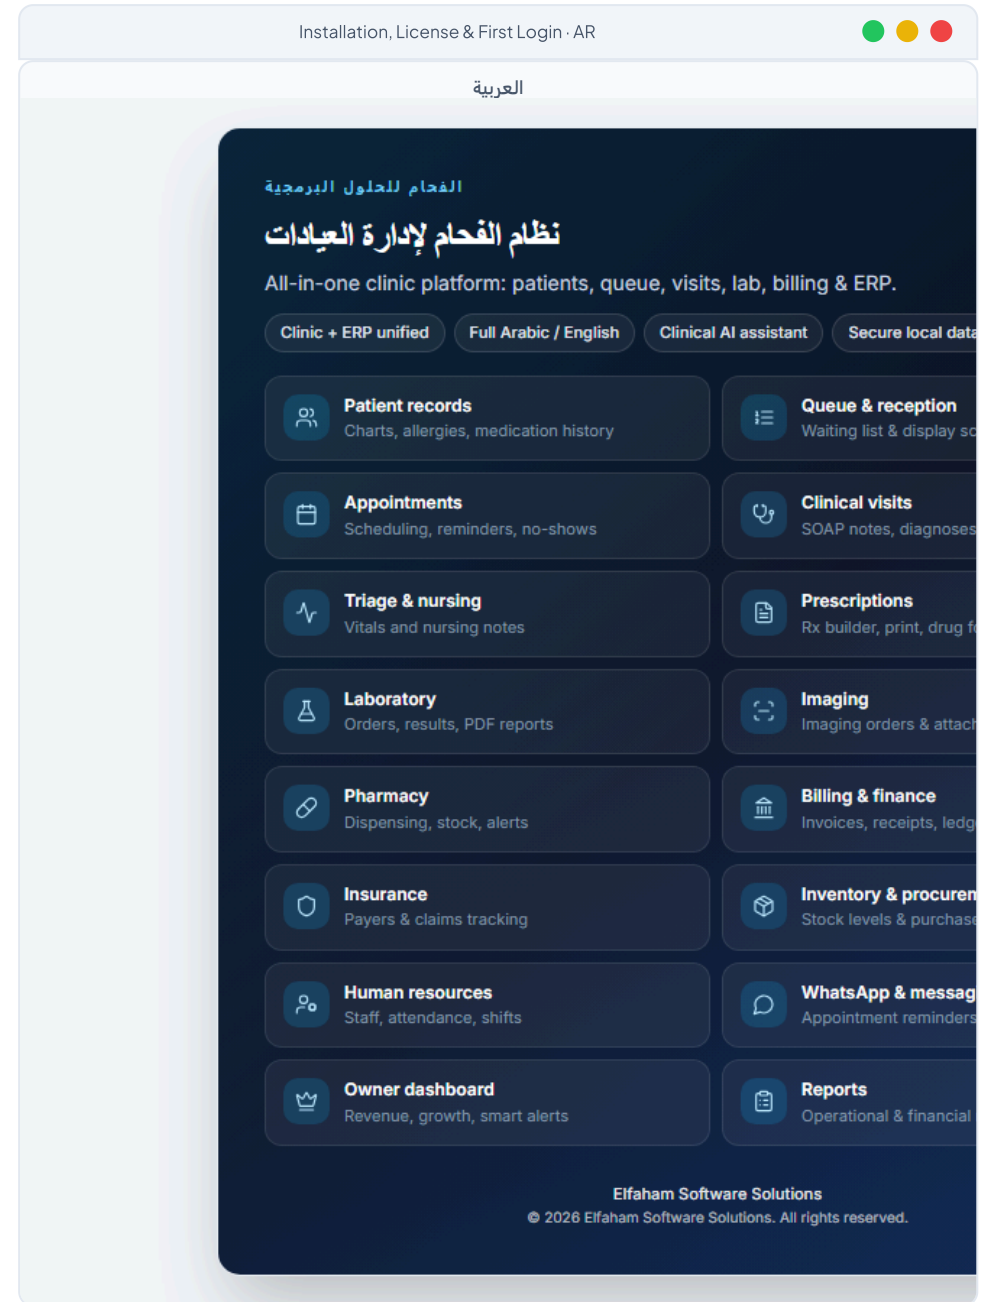 Installation, License & First Login · AR
العربية
الفحام للحلول البرمجية
نظام الفحام لإدارة العيادات
All-in-one clinic platform: patients, queue, visits, lab, billing & ERP.
Clinic + ERP unified
Full Arabic / English
Clinical AI assistant
Secure local data
Patient records
Charts, allergies, medication history
Queue & reception
Waiting list & display
Appointments
Scheduling, reminders, no-shows
Clinical visits
SOAP notes, diagnoses
Triage & nursing
Vitals and nursing notes
Prescriptions
Rx builder, print, drug
Laboratory
Orders, results, PDF reports
Imaging
Imaging orders &
Pharmacy
Dispensing, stock, alerts
Billing & finance
Invoices, receipts,
Insurance
Payers & claims tracking
Inventory &
Stock levels &
Human resources
Staff, attendance, shifts
WhatsApp &
Appointment reminders
Owner dashboard
Revenue, growth, smart alerts
Reports
Operational & financial
Elfaham Software Solutions
© 2026 Elfaham Software Solutions. All rights reserved.